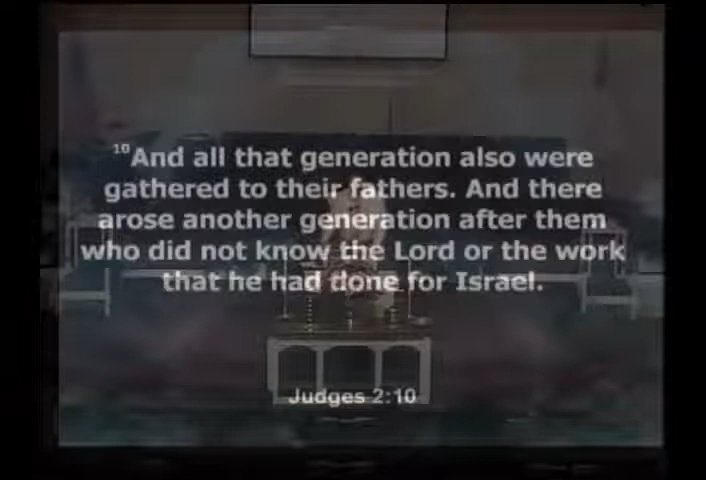 ¹⁰And all that generation also were
gathered to their fathers. And there
arose another generation after them
who did not know the Lord or the work
that he had done for Israel.
Judges 2:10